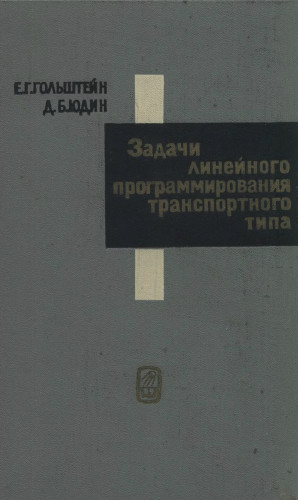 Е.Г.ГОЛЬШТЕЙН
Д.Б.ЮДИН
Задачи
линейного
программирования
транспортного
типа